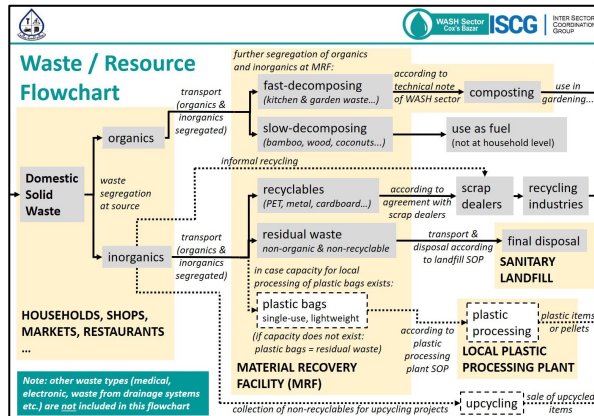 WASH Sector
Cox's Bazar
ISCG
INTER SECTOR
COORDINATION
GROUP
Waste / Resource
Flowchart
further segregation of organics
and inorganics at MRF:
transport
(organics &
inorganics
segregated)
fast-decomposing
(kitchen & garden waste...)
according to
technical note
of WASH sector
composting
use in
gardening...
organics
slow-decomposing
(bamboo, wood, coconuts...)
use as fuel
(not at household level)
informal recycling
Domestic
Solid
Waste
waste
segregation
at source
recyclables
(PET, metal, cardboard...)
according to
agreement with
scrap dealers
scrap
dealers
recycling
industries
inorganics
transport
(organics &
inorganics
segregated)
residual waste
non-organic & non-recyclable
transport &
disposal according
to landfill SOP
final disposal
SANITARY
LANDFILL
in case capacity for local
processing of plastic bags exists:
plastic bags
single-use, lightweight
(if capacity does not exist:
plastic bags = residual waste)
according to
plastic
processing
plant SOP
plastic
processing
plastic items
or pellets
LOCAL PLASTIC
PROCESSING PLANT
HOUSEHOLDS, SHOPS,
MARKETS, RESTAURANTS
...
MATERIAL RECOVERY
FACILITY (MRF)
Note: other waste types (medical,
electronic, waste from drainage systems
etc.) are not included in this flowchart
collection of non-recyclables for upcycling projects
upcycling
sale of upcycled
items